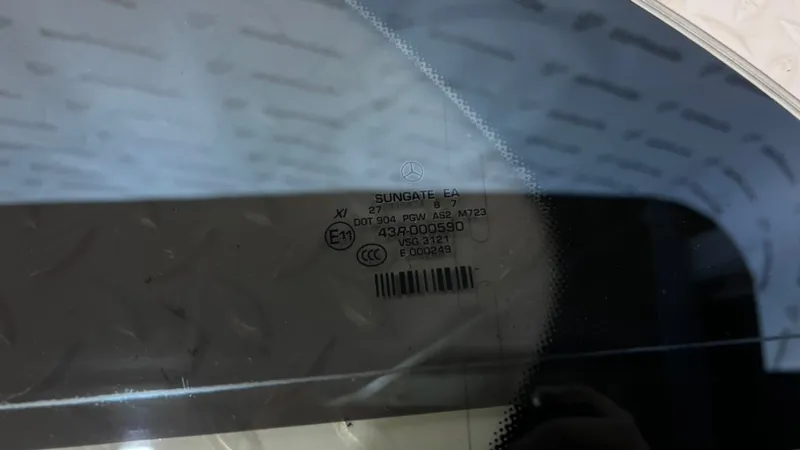 SUNGATE EA
XI 27 8 7
DOT 904 PGW AS2 M723
E11 43R-000590
VSG 3121
CCC E 000249